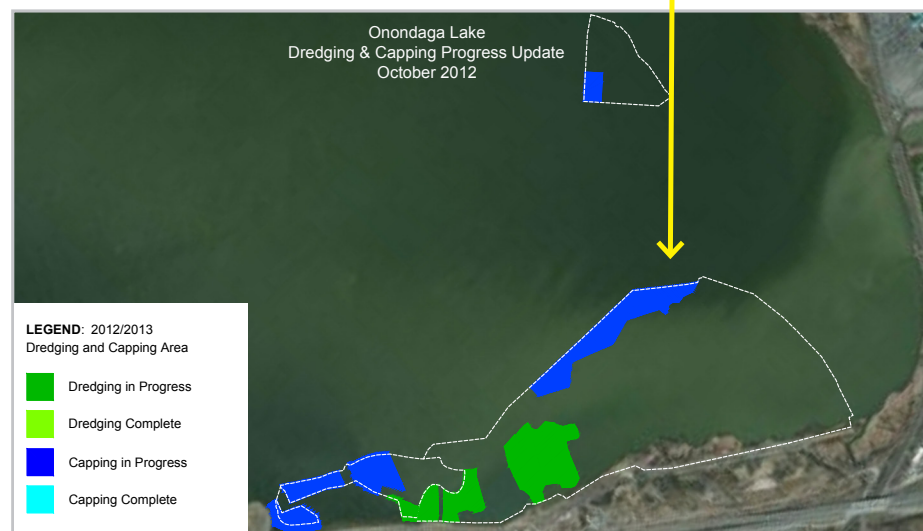 Onondaga Lake
Dredging & Capping Progress Update
October 2012
LEGEND: 2012/2013
Dredging and Capping Area
Dredging in Progress
Dredging Complete
Capping in Progress
Capping Complete